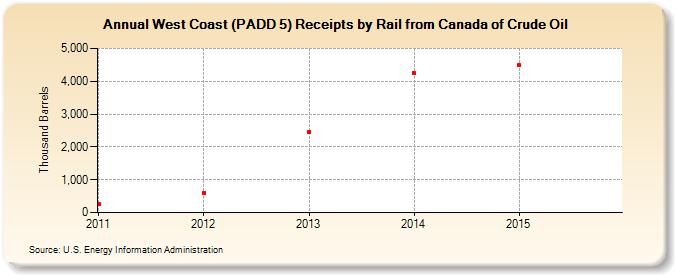 Annual West Coast (PADD 5) Receipts by Rail from Canada of Crude Oil
Thousand Barrels
5,000
4,000
3,000
2,000
1,000
0
2011 2012 2013 2014 2015
Source: U.S. Energy Information Administration